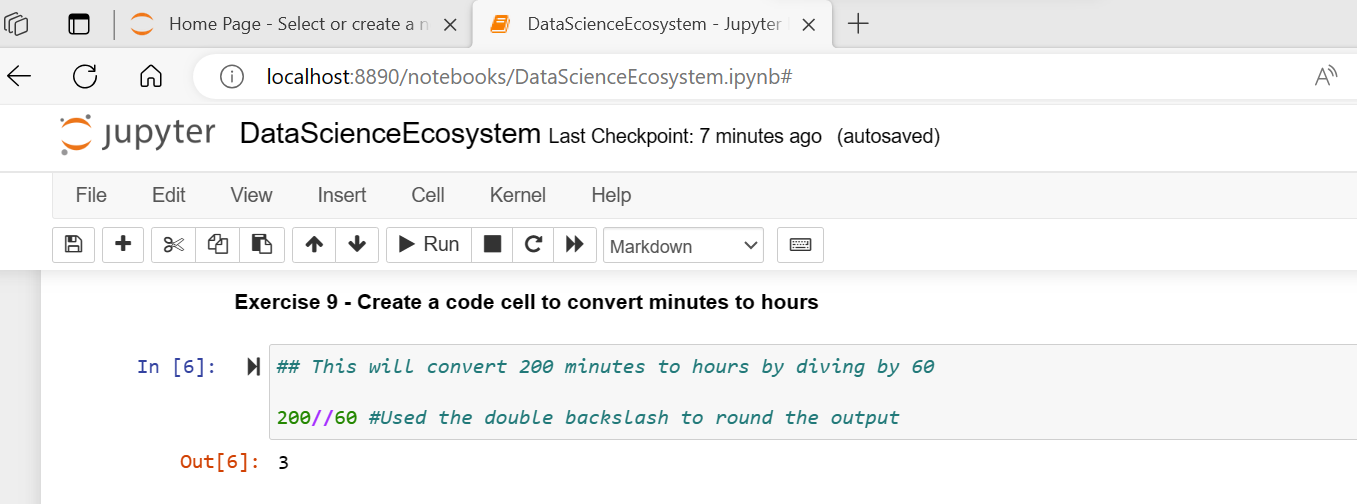 Home Page - Select or create a n
DataScienceEcosystem - Jupyter
localhost:8890/notebooks/DataScienceEcosystem.ipynb#
jupyter DataScienceEcosystem Last Checkpoint: 7 minutes ago (autosaved)
File Edit View Insert Cell Kernel Help
Run Markdown
Exercise 9 - Create a code cell to convert minutes to hours
In [6]: ## This will convert 200 minutes to hours by diving by 60
200//60 #Used the double backslash to round the output
Out[6]: 3